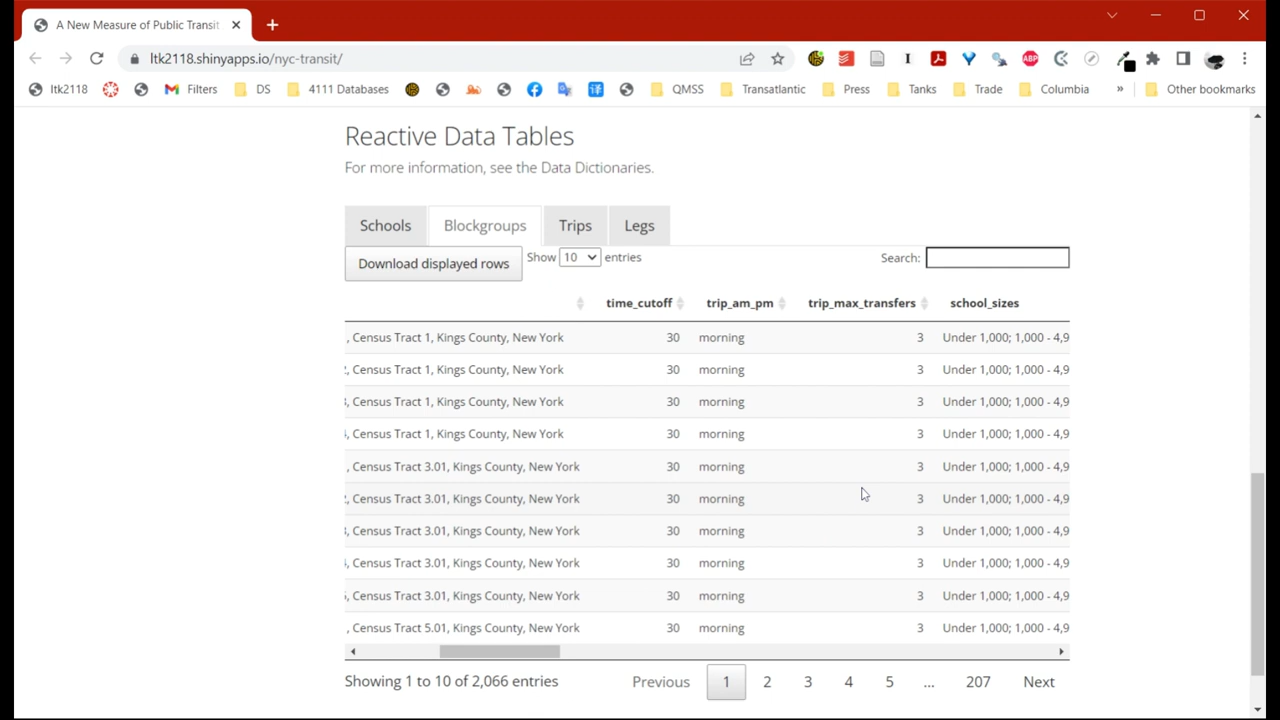 A New Measure of Public Transit
ltk2118.shinyapps.io/nyc-transit/
ltk2118 Filters DS 4111 Databases QMSS Transatlantic Press Tanks Trade Columbia » Other bookmarks
Reactive Data Tables
For more information, see the Data Dictionaries.
Schools Blockgroups Trips Legs
Download displayed rows Show 10 entries Search:
time_cutoff trip_am_pm trip_max_transfers school_sizes
, Census Tract 1, Kings County, New York 30 morning 3 Under 1,000; 1,000 - 4,9
, Census Tract 1, Kings County, New York 30 morning 3 Under 1,000; 1,000 - 4,9
, Census Tract 1, Kings County, New York 30 morning 3 Under 1,000; 1,000 - 4,9
, Census Tract 1, Kings County, New York 30 morning 3 Under 1,000; 1,000 - 4,9
, Census Tract 3.01, Kings County, New York 30 morning 3 Under 1,000; 1,000 - 4,9
, Census Tract 3.01, Kings County, New York 30 morning 3 Under 1,000; 1,000 - 4,9
, Census Tract 3.01, Kings County, New York 30 morning 3 Under 1,000; 1,000 - 4,9
, Census Tract 3.01, Kings County, New York 30 morning 3 Under 1,000; 1,000 - 4,9
, Census Tract 3.01, Kings County, New York 30 morning 3 Under 1,000; 1,000 - 4,9
, Census Tract 5.01, Kings County, New York 30 morning 3 Under 1,000; 1,000 - 4,9
Showing 1 to 10 of 2,066 entries Previous 1 2 3 4 5 ... 207 Next